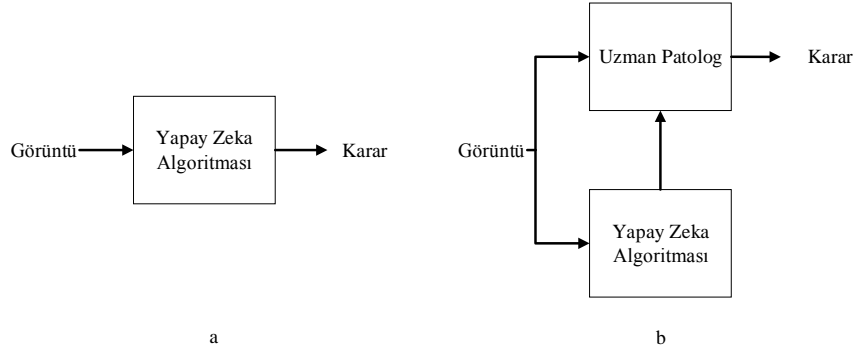 Görüntü
Yapay Zeka
Algoritması
Karar
a
Uzman Patolog
Karar
Görüntü
Yapay Zeka
Algoritması
b